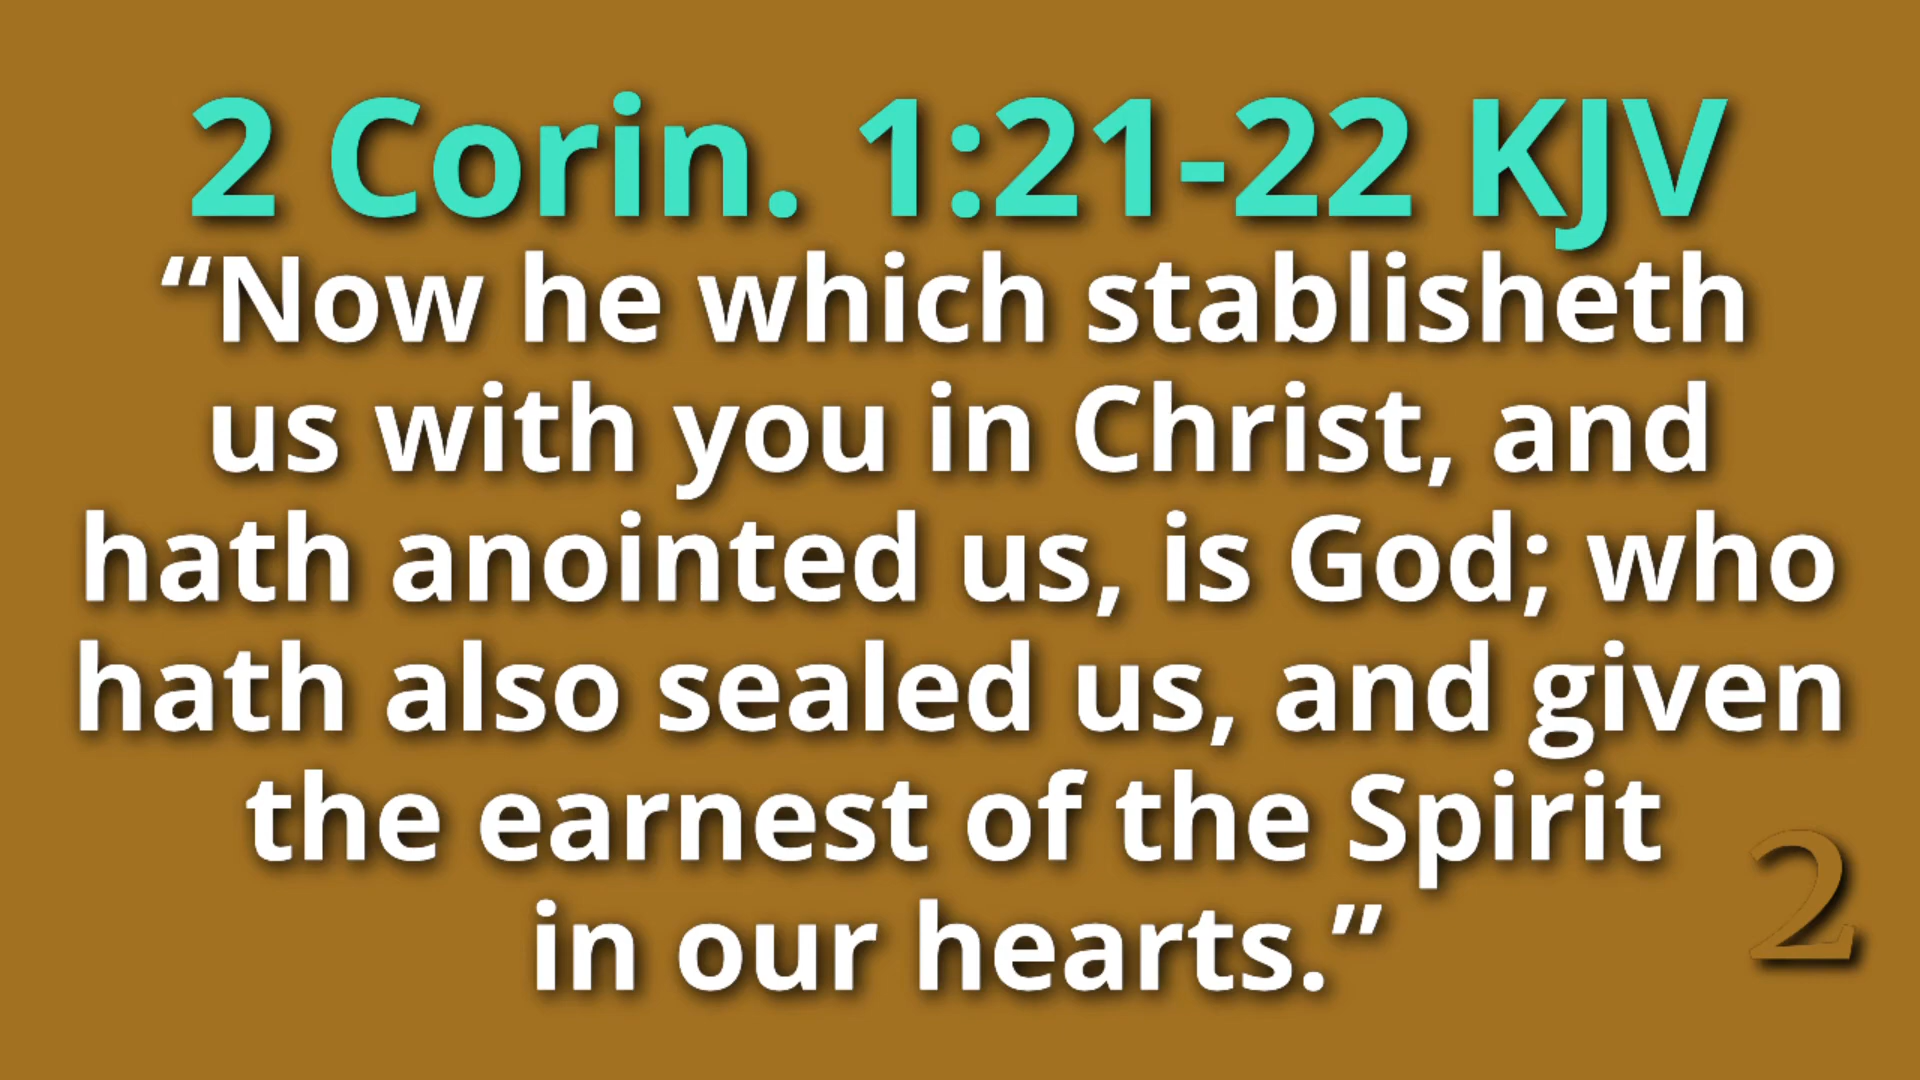 2 Corin. 1:21-22 KJV
“Now he which stablisheth
us with you in Christ, and
hath anointed us, is God; who
hath also sealed us, and given
the earnest of the Spirit
in our hearts.”
2